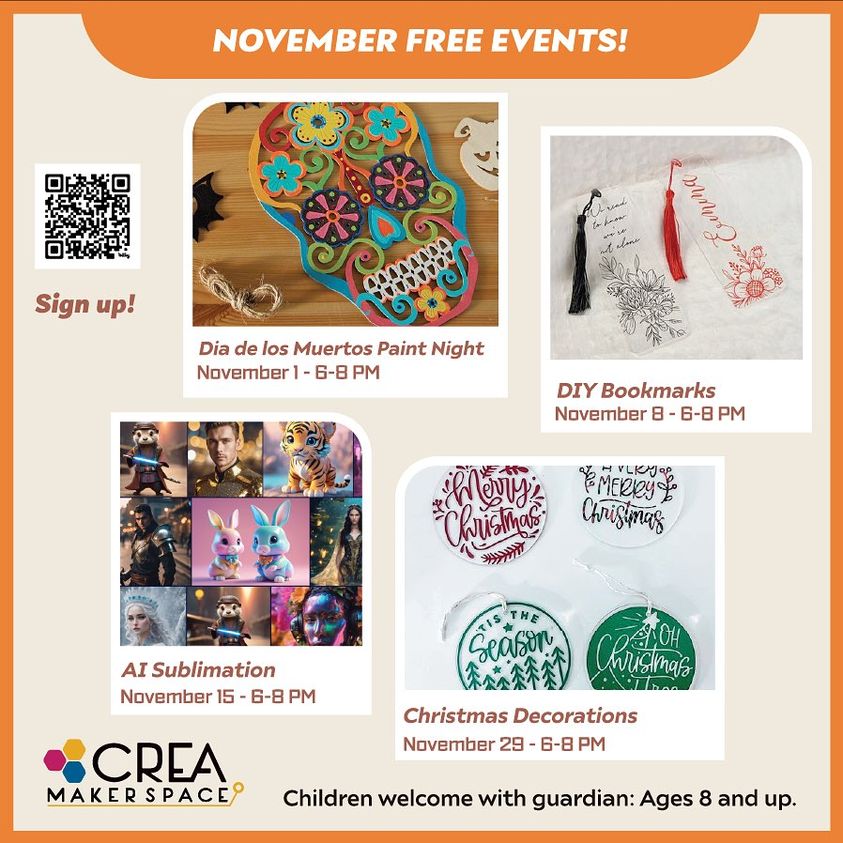 NOVEMBER FREE EVENTS!
Sign up!
Dia de los Muertos Paint Night
November 1 - 6-8 PM
We read
to know
we're
not alone
Emma
DIY Bookmarks
November 8 - 6-8 PM
AI Sublimation
November 15 - 6-8 PM
Merry
Christmas
A VERY
MERRY
Christmas
'TIS THE
Season
OH
Christmas
Tree
Christmas Decorations
November 29 - 6-8 PM
CREA
MAKERSPACE
Children welcome with guardian: Ages 8 and up.